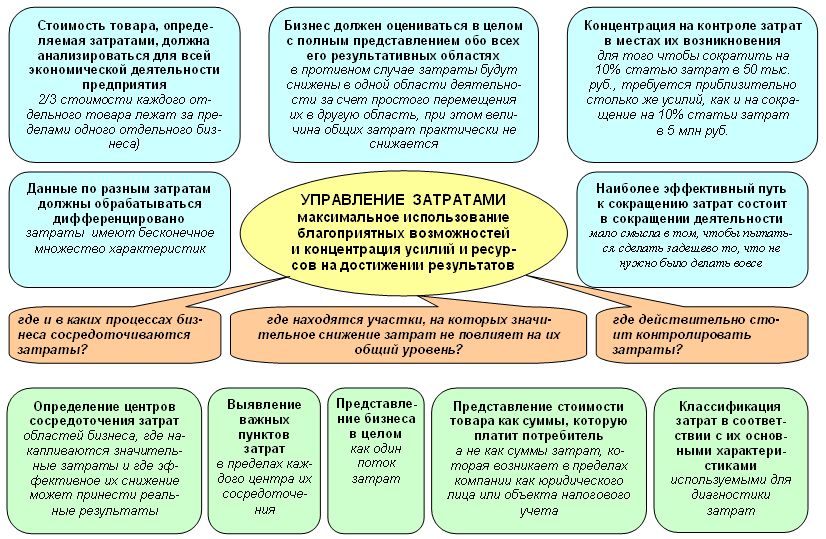 Стоимость товара, опреде-
ляемая затратами, должна
анализироваться для всей
экономической деятельности
предприятия
2/3 стоимости каждого от-
дельного товара лежат за пре-
делами одного отдельного биз-
неса)
Бизнес должен оцениваться в целом
с полным представлением обо всех
его результативных областях
в противном случае затраты будут
снижены в одной области деятельно-
сти за счет простого перемещения
их в другую область, при этом вели-
чина общих затрат практически не
снижается
Концентрация на контроле затрат
в местах их возникновения
для того чтобы сократить на
10% статью затрат в 50 тыс.
руб., требуется приблизительно
столько же усилий, как и на сокра-
щение на 10% статьи затрат
в 5 млн руб.
Данные по разным затратам
должны обрабатываться
дифференцировано
затраты имеют бесконечное
множество характеристик
УПРАВЛЕНИЕ ЗАТРАТАМИ
максимальное использование
благоприятных возможностей
и концентрация усилий и ресур-
сов на достижении результатов
Наиболее эффективный путь
к сокращению затрат состоит
в сокращении деятельности
мало смысла в том, чтобы пытать-
ся сделать задешево то, что не
нужно было делать вовсе
где и в каких процессах биз-
неса сосредоточиваются
затраты?
где находятся участки, на которых значи-
тельное снижение затрат не повлияет на их
общий уровень?
где действительно сто-
ит контролировать
затраты?
Определение центров
сосредоточения затрат
областей бизнеса, где на-
капливаются значитель-
ные затраты и где эф-
фективное их снижение
может принести реаль-
ные результаты
Выявление
важных
пунктов
затрат
в пределах каж-
дого центра их
сосредоточе-
ния
Представле-
ние бизнеса
в целом
как один
поток
затрат
Представление стоимости
товара как суммы, которую
платит потребитель
а не как суммы затрат, ко-
торая возникает в пределах
компании как юридического
лица или объекта налогового
учета
Классификация
затрат в соответ-
ствии с их основ-
ными характери-
стиками
используемыми для
диагностики
затрат